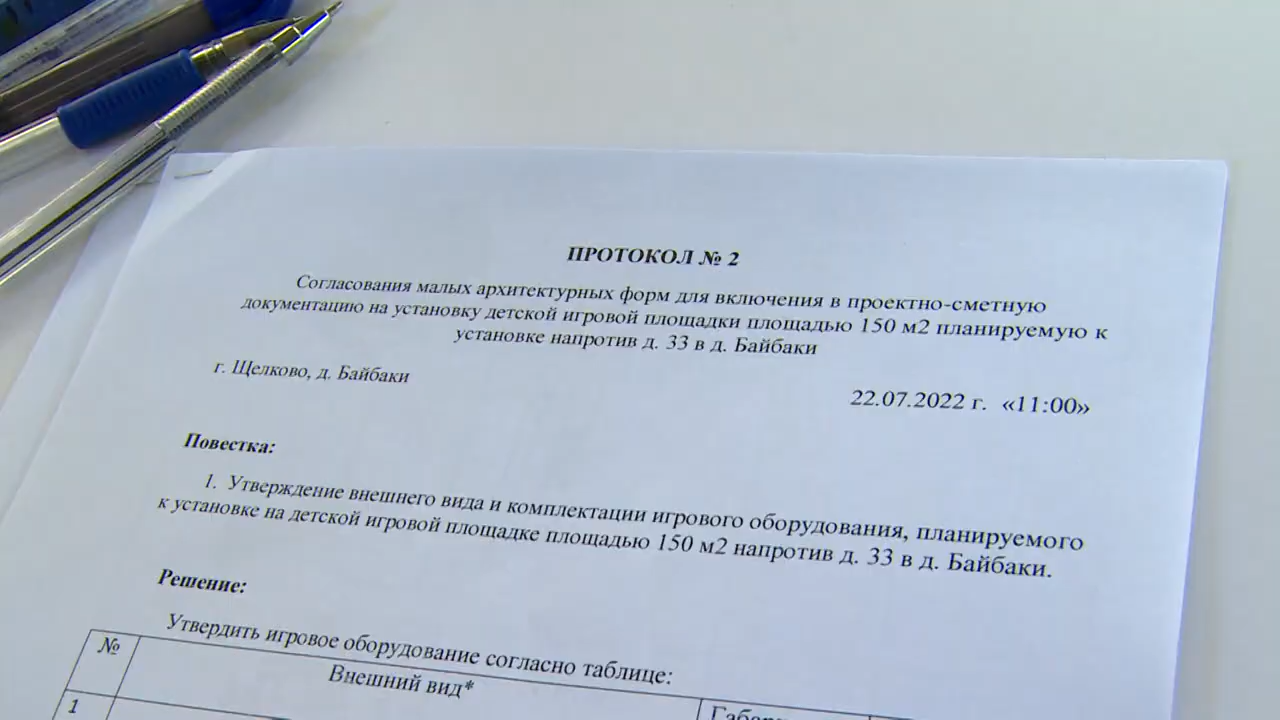 ПРОТОКОЛ № 2
Согласования малых архитектурных форм для включения в проектно-сметную
документацию на установку детской игровой площадки площадью 150 м2 планируемую к
установке напротив д. 33 в д. Байбаки
г. Щелково, д. Байбаки
22.07.2022 г. «11:00»
Повестка:
1. Утверждение внешнего вида и комплектации игрового оборудования, планируемого
к установке на детской игровой площадке площадью 150 м2 напротив д. 33 в д. Байбаки.
Решение:
Утвердить игровое оборудование согласно таблице:
№
Внешний вид*
1